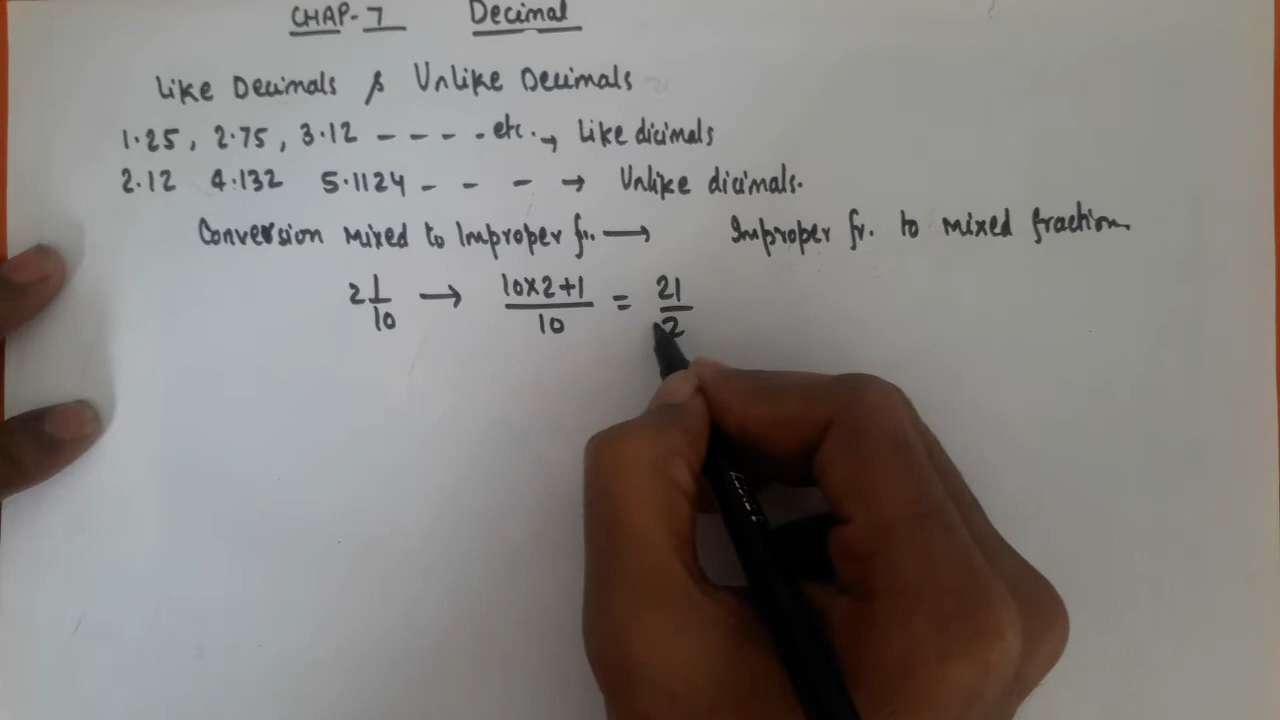 CHAP-7 Decimal
Like Decimals & Unlike Decimals
1.25, 2.75, 3.12 - - - - etc. → Like dicimals
2.12 4.132 5.1124 - - - → Unlike dicimals.
Conversion Mixed to Improper fr. → Improper fr. to mixed fraction
2 1/10 → 10×2+1/10 = 21/2